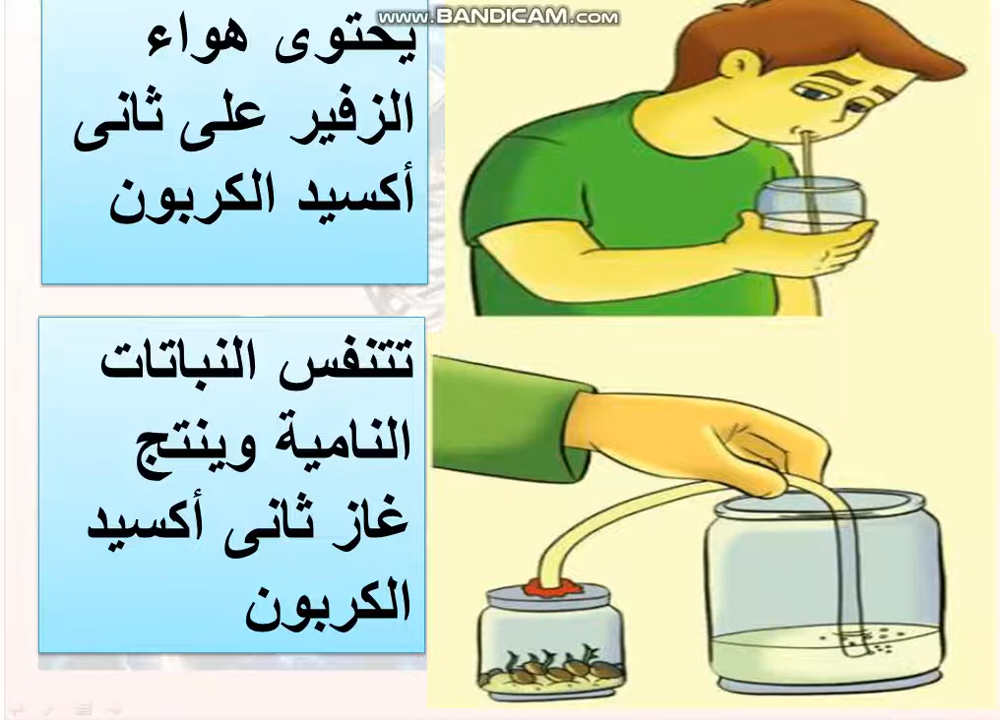 www.BANDICAM.com
يحتوى هواء
الزفير على ثانى
أكسيد الكربون
تتنفس النباتات
النامية وينتج
غاز ثانى أكسيد
الكربون